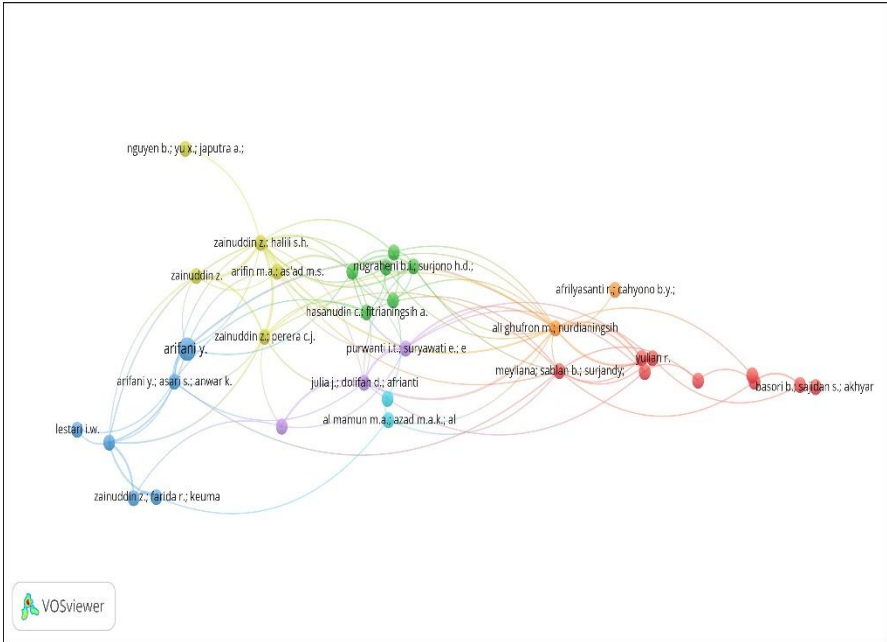 nguyen b.; yu x.; japutra a.;
zainuddin z.; halili s.h.
nugraheni b.i.; surjono h.d.;
arifin m.a.; as'ad m.s.
zainuddin z.
afrilyasanti r.; cahyono b.y.;
hasanudin c.; fitrianingsih a.
ali ghufron m.; nurdianingsih
zainuddin z.; perera c.j.
arifani y.
purwanti i.t.; suryawati e.; e
yulian r.
meyliana; sablan b.; surjandy;
arifani y.; asari s.; anwar k.
julia j.; dolifah d.; afrianti
basori b.; sajidan s.; akhyar
al mamun m.a.; azad m.a.k.; al
lestari i.w.
zainuddin z.; farida r.; keuma
VOSviewer